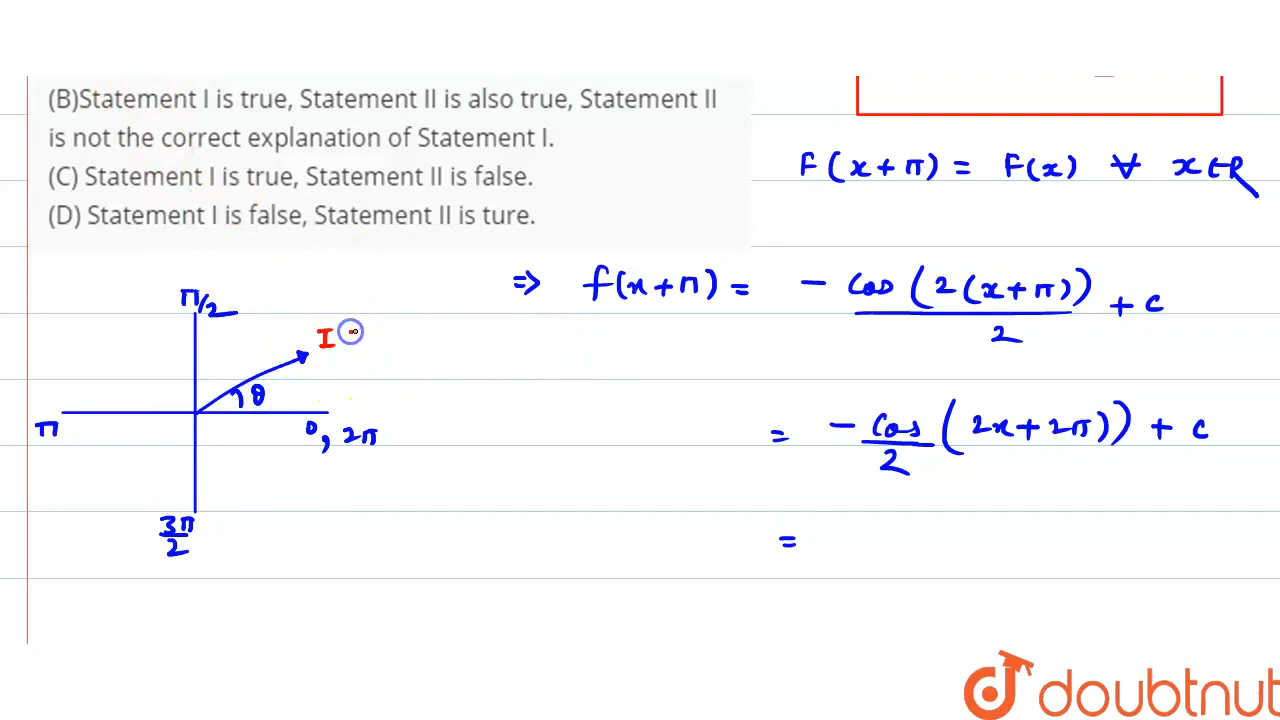 (B)Statement I is true, Statement II is also true, Statement II
is not the correct explanation of Statement I.
(C) Statement I is true, Statement II is false.
(D) Statement I is false, Statement II is ture.
F(x+π) = F(x) ∀ x∈R
⇒ f(x+π) = - cos(2(x+π))/2 + c
= - cos/2 (2x+2π)) + c
=
π/2
I
θ
π
0, 2π
3π/2
doubtnut